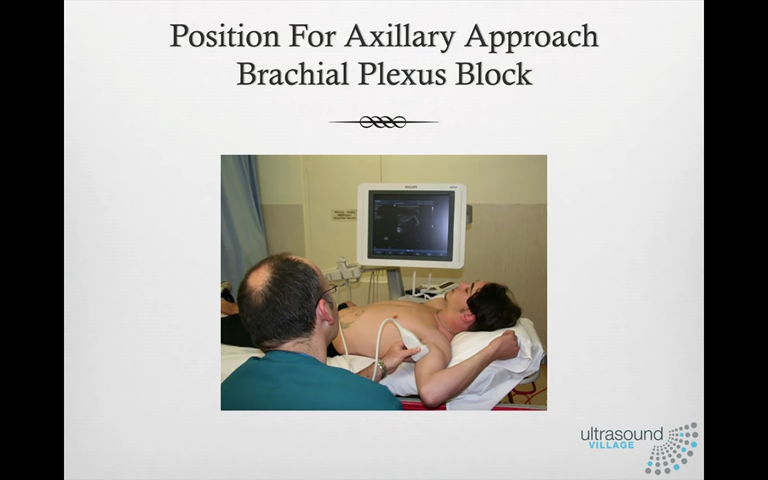 Position For Axillary Approach
Brachial Plexus Block
PHILIPS
ultrasound
VILLAGE